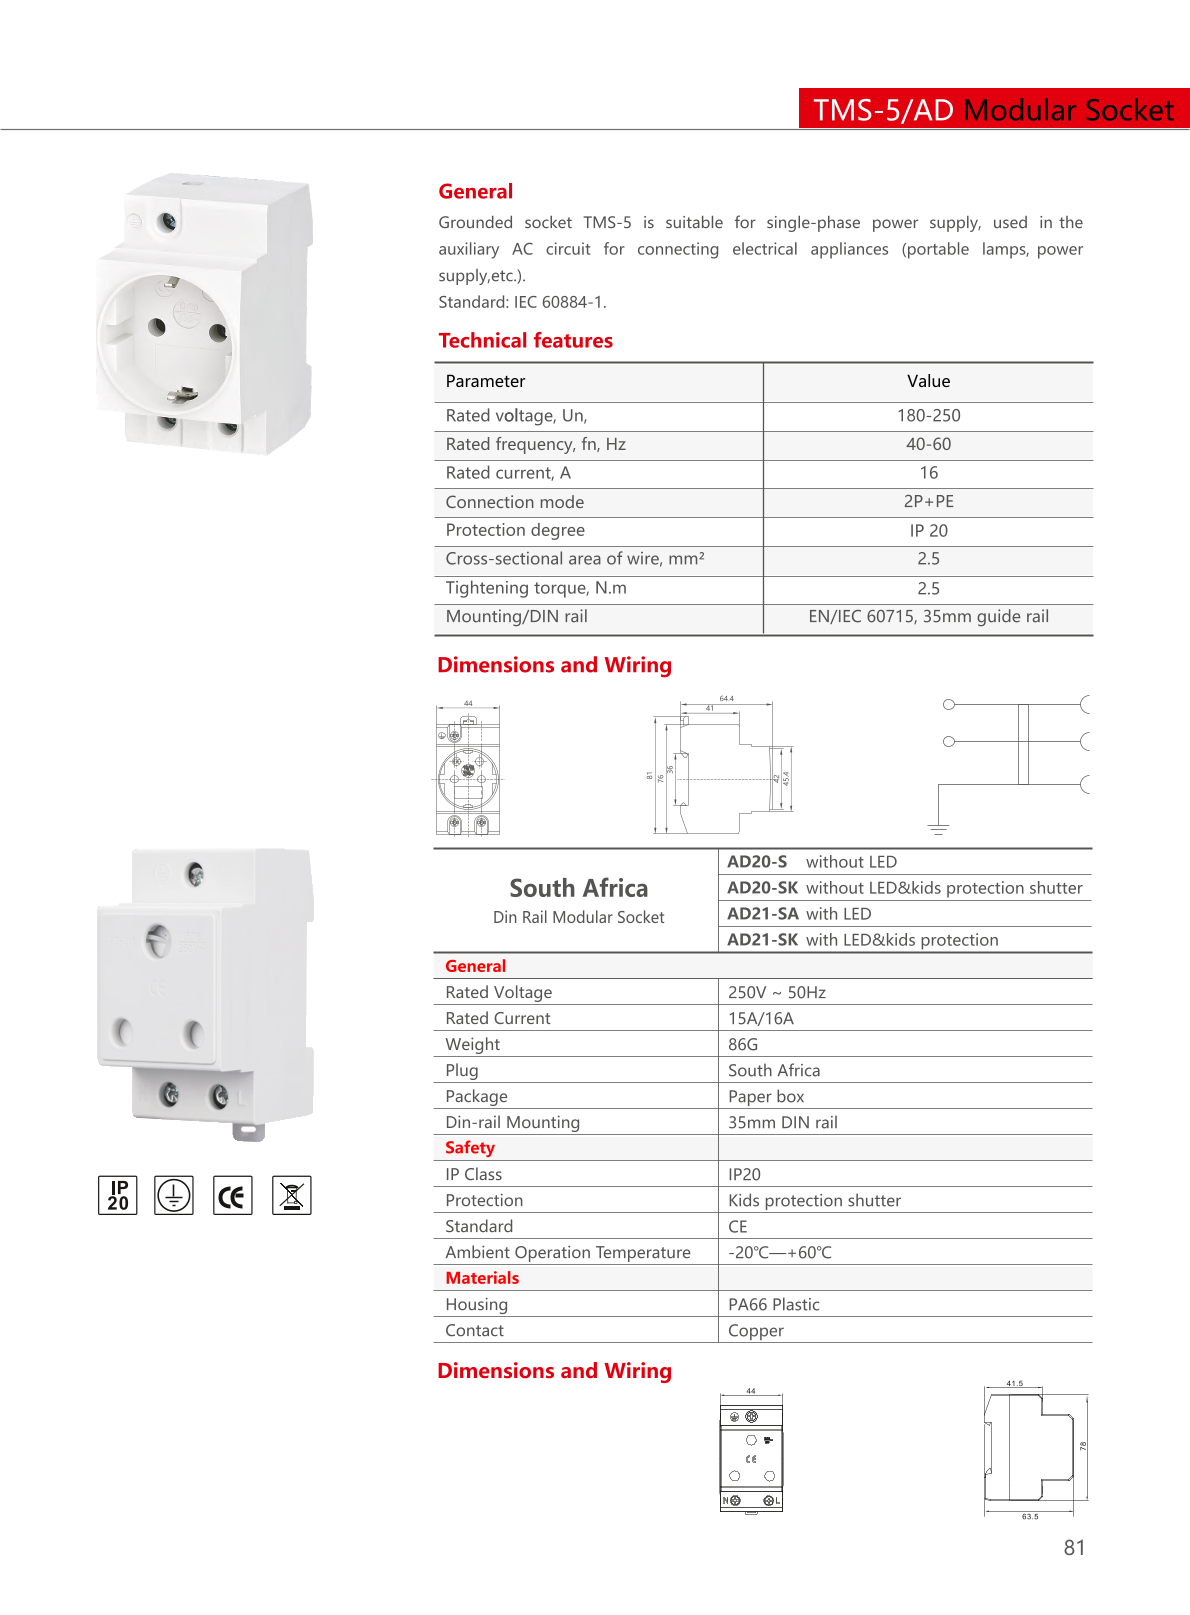 TMS-5/AD Modular Socket
General
Grounded socket TMS-5 is suitable for single-phase power supply, used in the
auxiliary AC circuit for connecting electrical appliances (portable lamps, power
supply,etc.).
Standard: IEC 60884-1.
Technical features
Parameter Value
Rated voltage, Un, 180-250
Rated frequency, fn, Hz 40-60
Rated current, A 16
Connection mode 2P+PE
Protection degree IP 20
Cross-sectional area of wire, mm² 2.5
Tightening torque, N.m 2.5
Mounting/DIN rail EN/IEC 60715, 35mm guide rail
Dimensions and Wiring
44
64.4
41
81
76
36
42
45.4
South Africa
Din Rail Modular Socket
AD20-S without LED
AD20-SK without LED&kids protection shutter
AD21-SA with LED
AD21-SK with LED&kids protection
General
Rated Voltage 250V ~ 50Hz
Rated Current 15A/16A
Weight 86G
Plug South Africa
Package Paper box
Din-rail Mounting 35mm DIN rail
Safety
IP Class IP20
Protection Kids protection shutter
Standard CE
Ambient Operation Temperature -20℃—+60℃
Materials
Housing PA66 Plastic
Contact Copper
IP
20
CE
Dimensions and Wiring
44
CE
N L
41.5
78
63.5
81